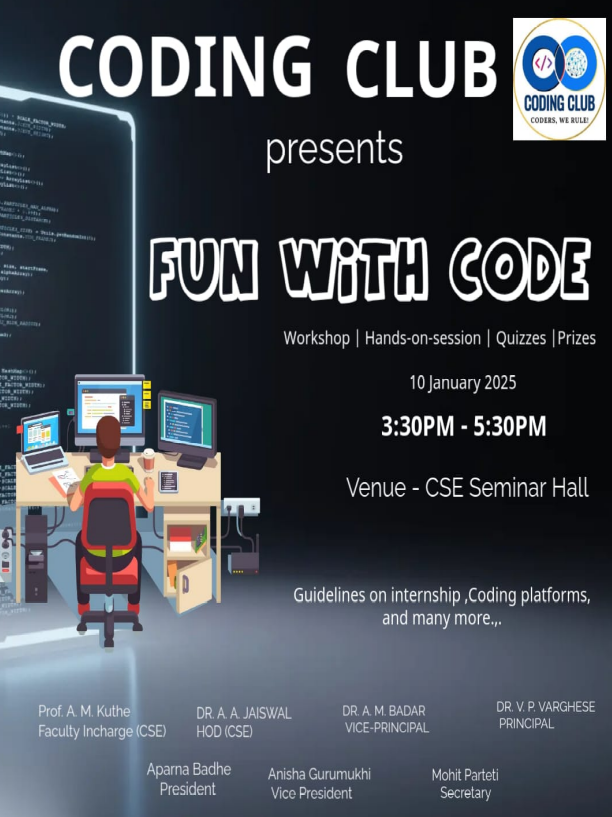 CODING CLUB
CODING CLUB
CODERS, WE RULE!
presents
FUN WiTH CODE
Workshop | Hands-on-session | Quizzes |Prizes
10 January 2025
3:30PM - 5:30PM
Venue - CSE Seminar Hall
Guidelines on internship ,Coding platforms,
and many more.,.
Prof. A. M. Kuthe
Faculty Incharge (CSE)
DR. A. A. JAISWAL
HOD (CSE)
DR. A. M. BADAR
VICE-PRINCIPAL
DR. V. P. VARGHESE
PRINCIPAL
Aparna Badhe
President
Anisha Gurumukhi
Vice President
Mohit Parteti
Secretary